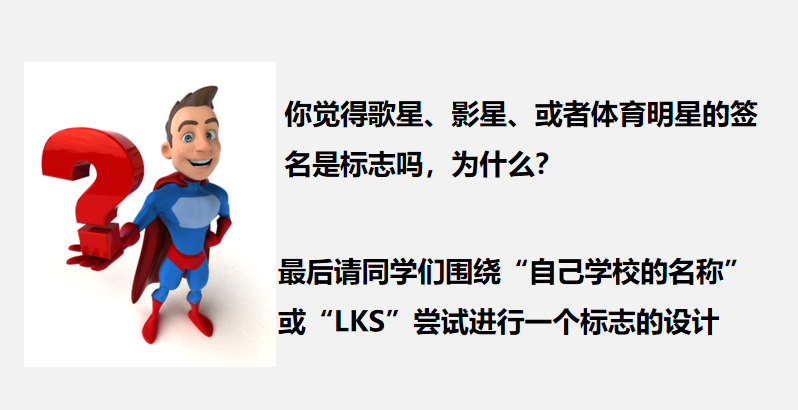 你觉得歌星、影星、或者体育明星的签
名是标志吗，为什么？
最后请同学们围绕“自己学校的名称”
或“LKS”尝试进行一个标志的设计